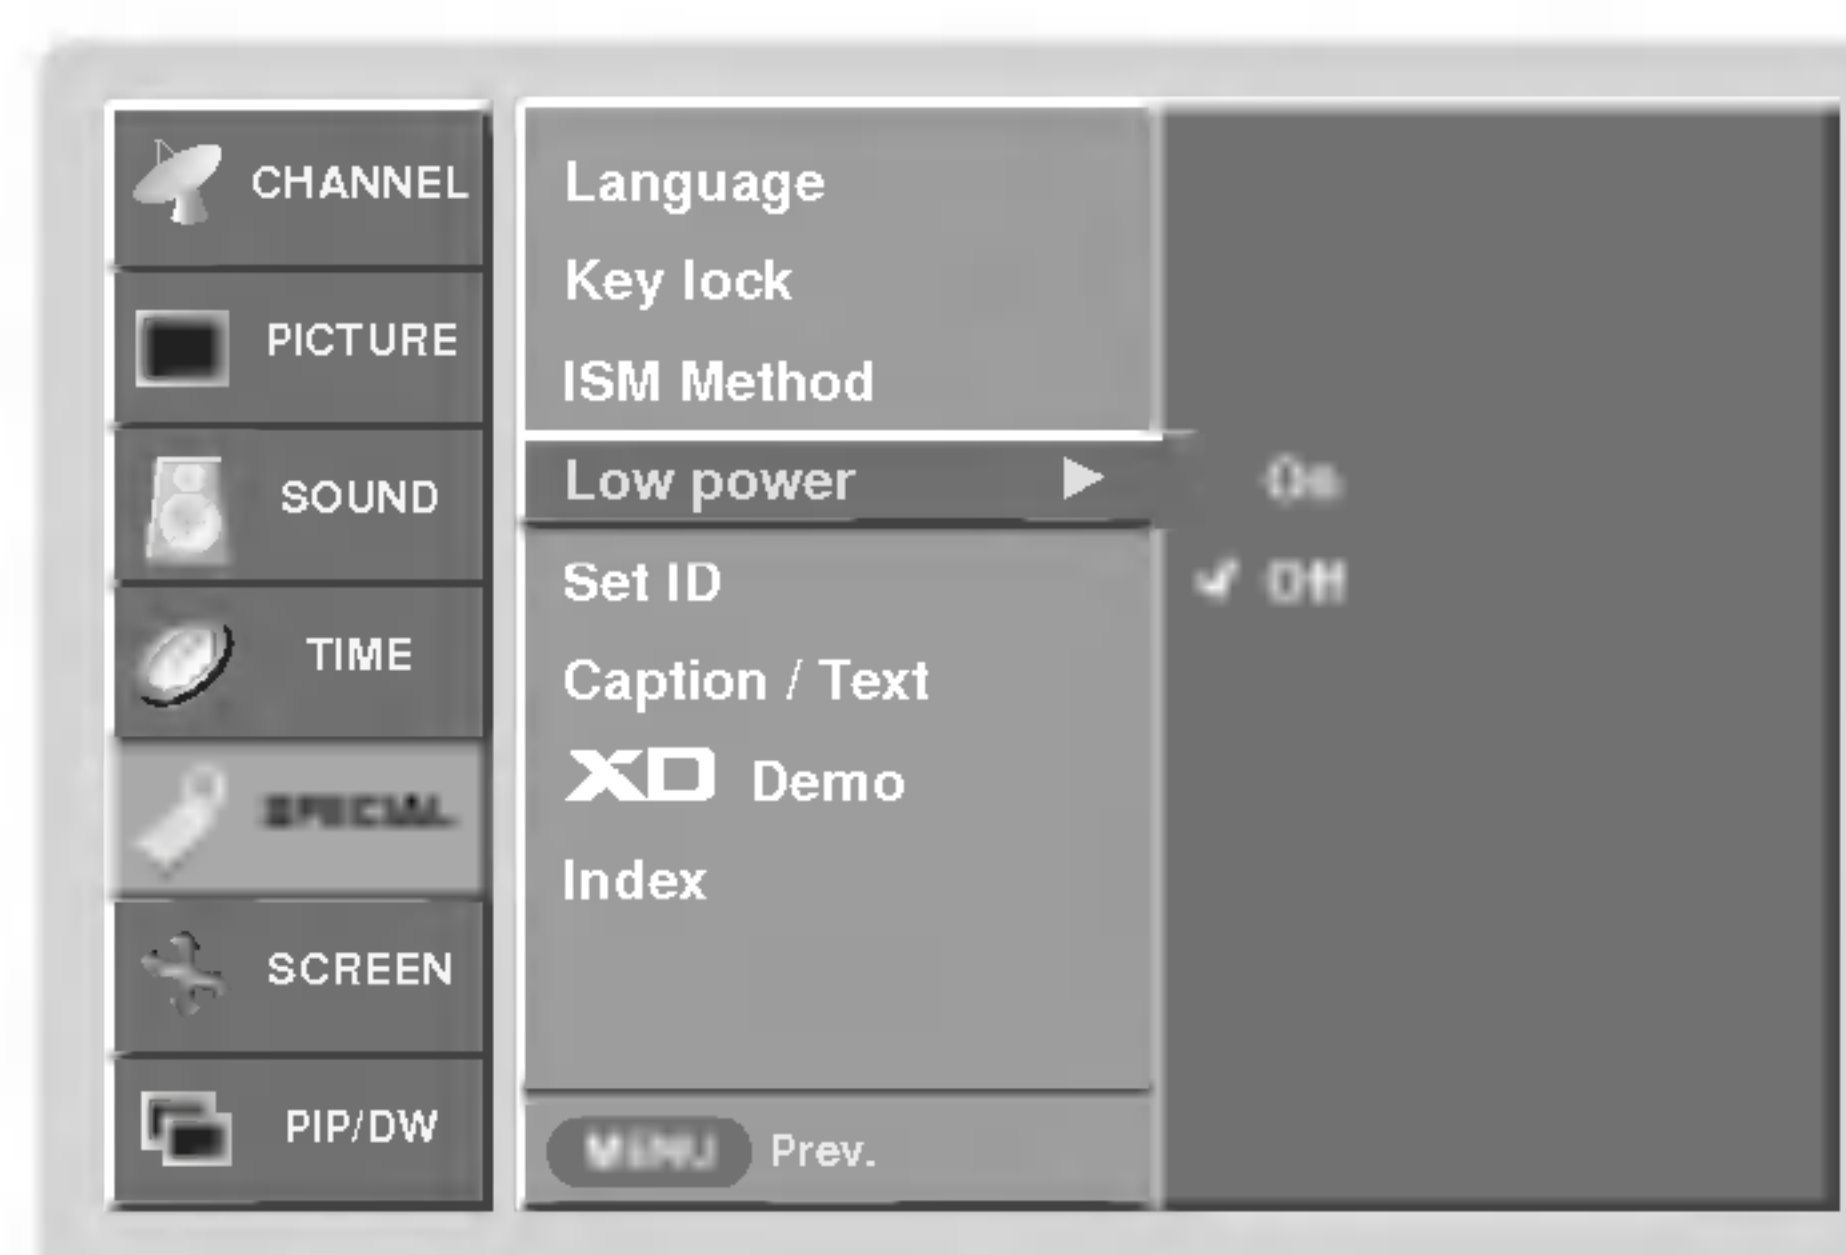 CHANNEL
PICTURE
SOUND
TIME
SPECIAL
SCREEN
PIP/DW
Language
Key lock
ISM Method
Low power ▶
Set ID
Caption / Text
XD Demo
Index
MENU Prev.
On
✔ Off